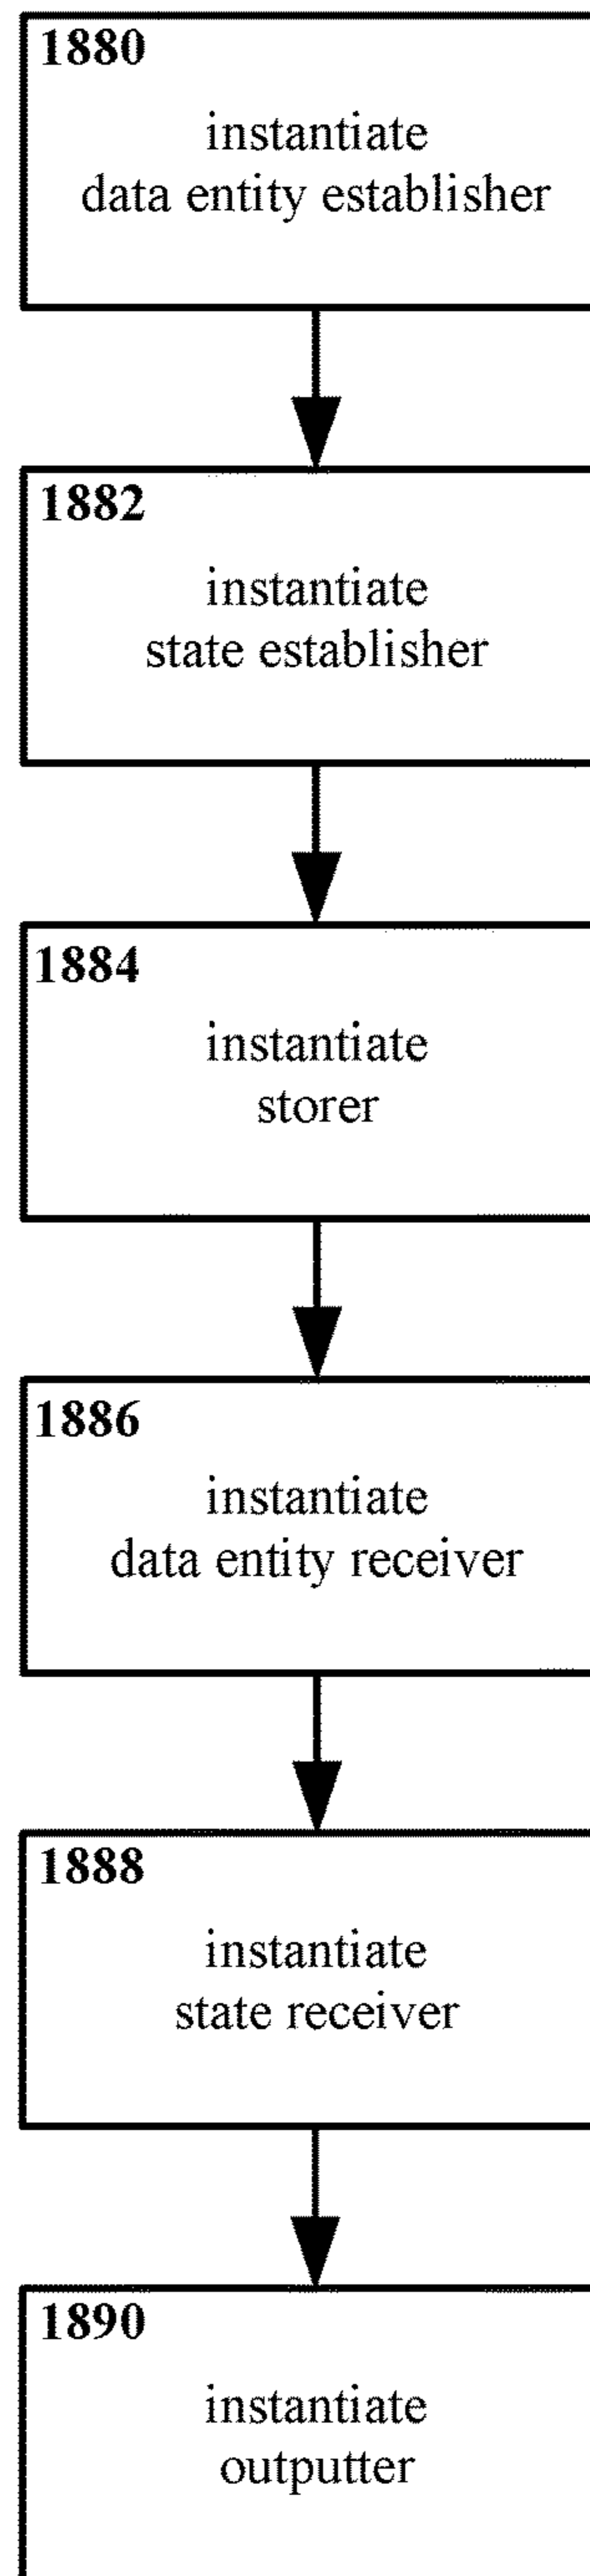 1880
instantiate
data entity establisher
1882
instantiate
state establisher
1884
instantiate
storer
1886
instantiate
data entity receiver
1888
instantiate
state receiver
1890
instantiate
outputter